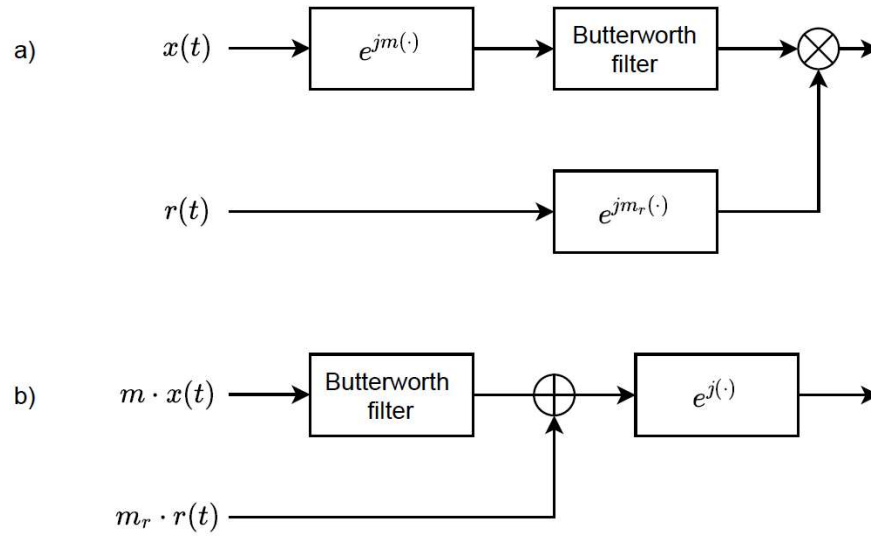 a)
x(t)
e^{jm(·)}
Butterworth
filter
r(t)
e^{jm_r(·)}
b)
m · x(t)
Butterworth
filter
e^{j(·)}
m_r · r(t)